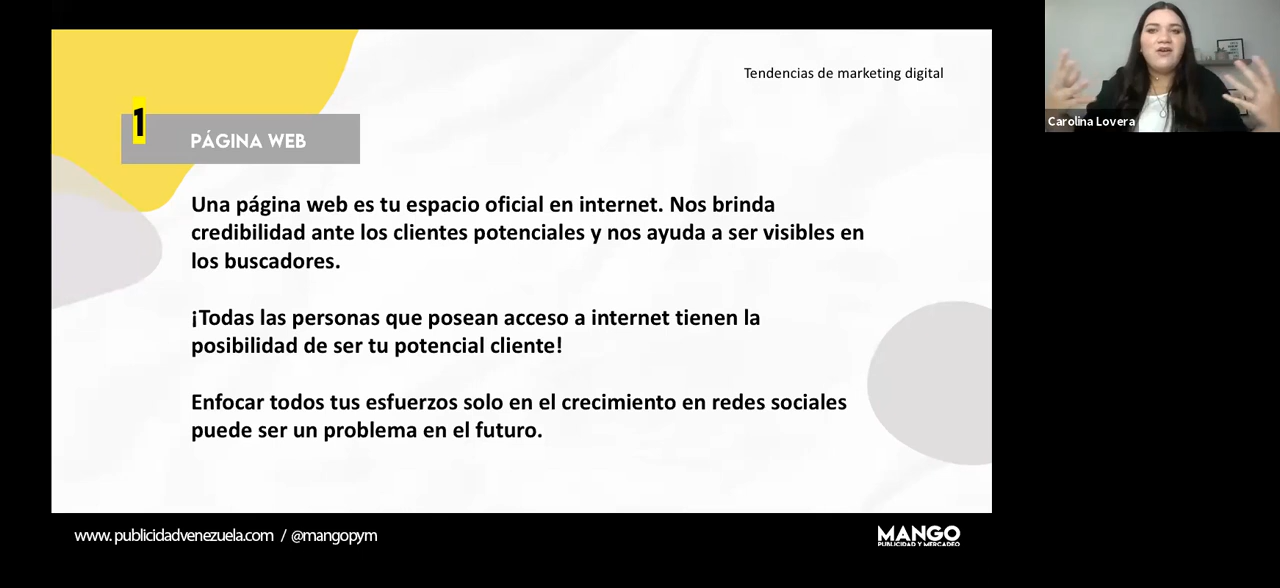 Tendencias de marketing digital
1
PÁGINA WEB
Una página web es tu espacio oficial en internet. Nos brinda
credibilidad ante los clientes potenciales y nos ayuda a ser visibles en
los buscadores.
¡Todas las personas que posean acceso a internet tienen la
posibilidad de ser tu potencial cliente!
Enfocar todos tus esfuerzos solo en el crecimiento en redes sociales
puede ser un problema en el futuro.
www.publicidadvenezuela.com / @mangopym
MANGO
PUBLICIDAD Y MERCADEO
Carolina Lovera